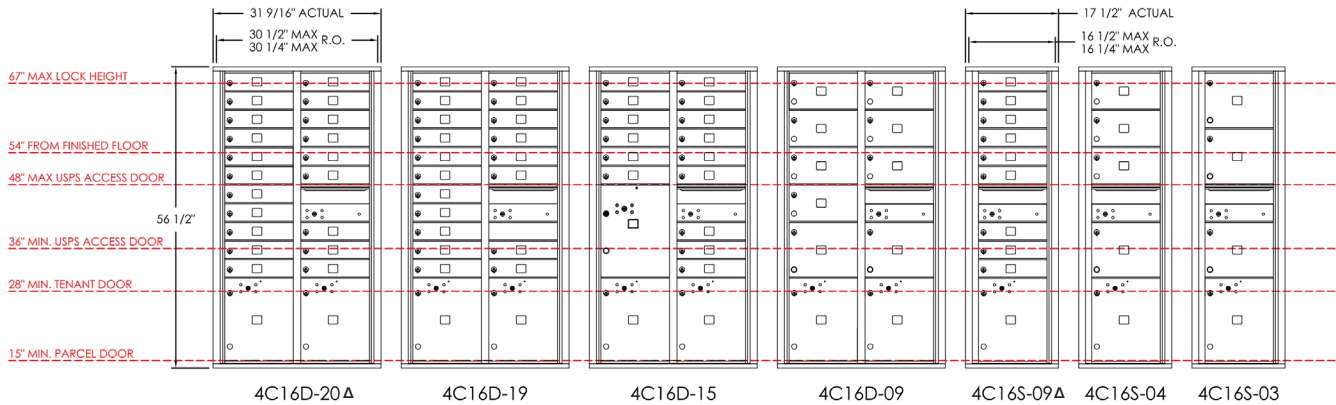 31 9/16" ACTUAL
30 1/2" MAX
30 1/4" MAX
R.O.
17 1/2" ACTUAL
16 1/2" MAX
16 1/4" MAX
R.O.
67" MAX LOCK HEIGHT
54" FROM FINISHED FLOOR
48" MAX USPS ACCESS DOOR
56 1/2"
36" MIN. USPS ACCESS DOOR
28" MIN. TENANT DOOR
15" MIN. PARCEL DOOR
4C16D-20 Δ
4C16D-19
4C16D-15
4C16D-09
4C16S-09Δ
4C16S-04
4C16S-03